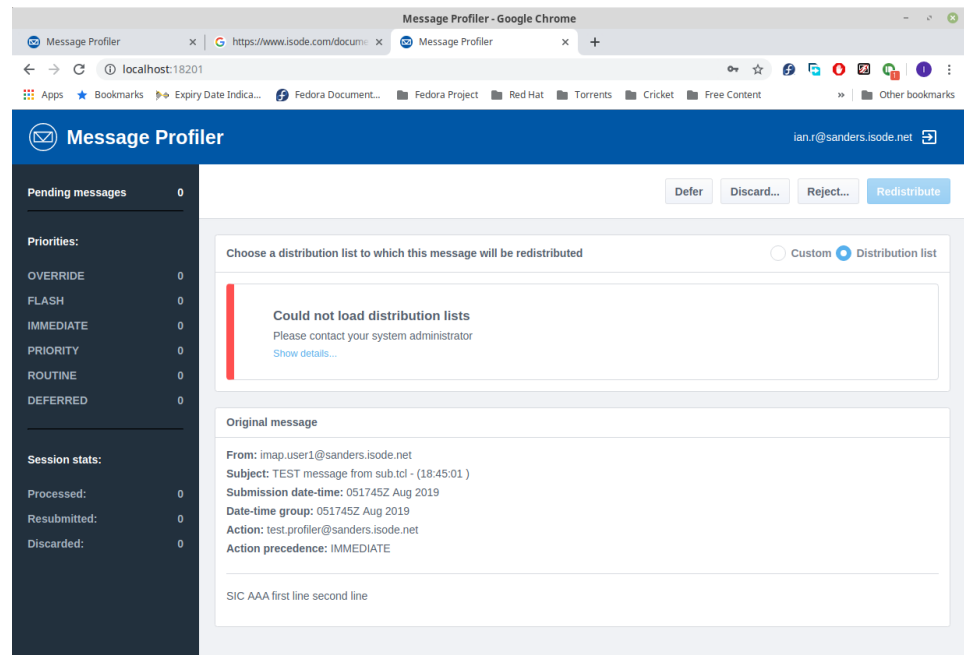 Message Profiler - Google Chrome
Message Profiler
https://www.isode.com/docume
Message Profiler
localhost:18201
Apps Bookmarks Expiry Date Indica... Fedora Document... Fedora Project Red Hat Torrents Cricket Free Content » Other bookmarks
Message Profiler
ian.r@sanders.isode.net
Pending messages 0
Defer Discard... Reject... Redistribute
Priorities:
OVERRIDE 0
FLASH 0
IMMEDIATE 0
PRIORITY 0
ROUTINE 0
DEFERRED 0
Session stats:
Processed: 0
Resubmitted: 0
Discarded: 0
Choose a distribution list to which this message will be redistributed
Custom Distribution list
Could not load distribution lists
Please contact your system administrator
Show details...
Original message
From: imap.user1@sanders.isode.net
Subject: TEST message from sub.tcl - (18:45:01 )
Submission date-time: 051745Z Aug 2019
Date-time group: 051745Z Aug 2019
Action: test.profiler@sanders.isode.net
Action precedence: IMMEDIATE
SIC AAA first line second line